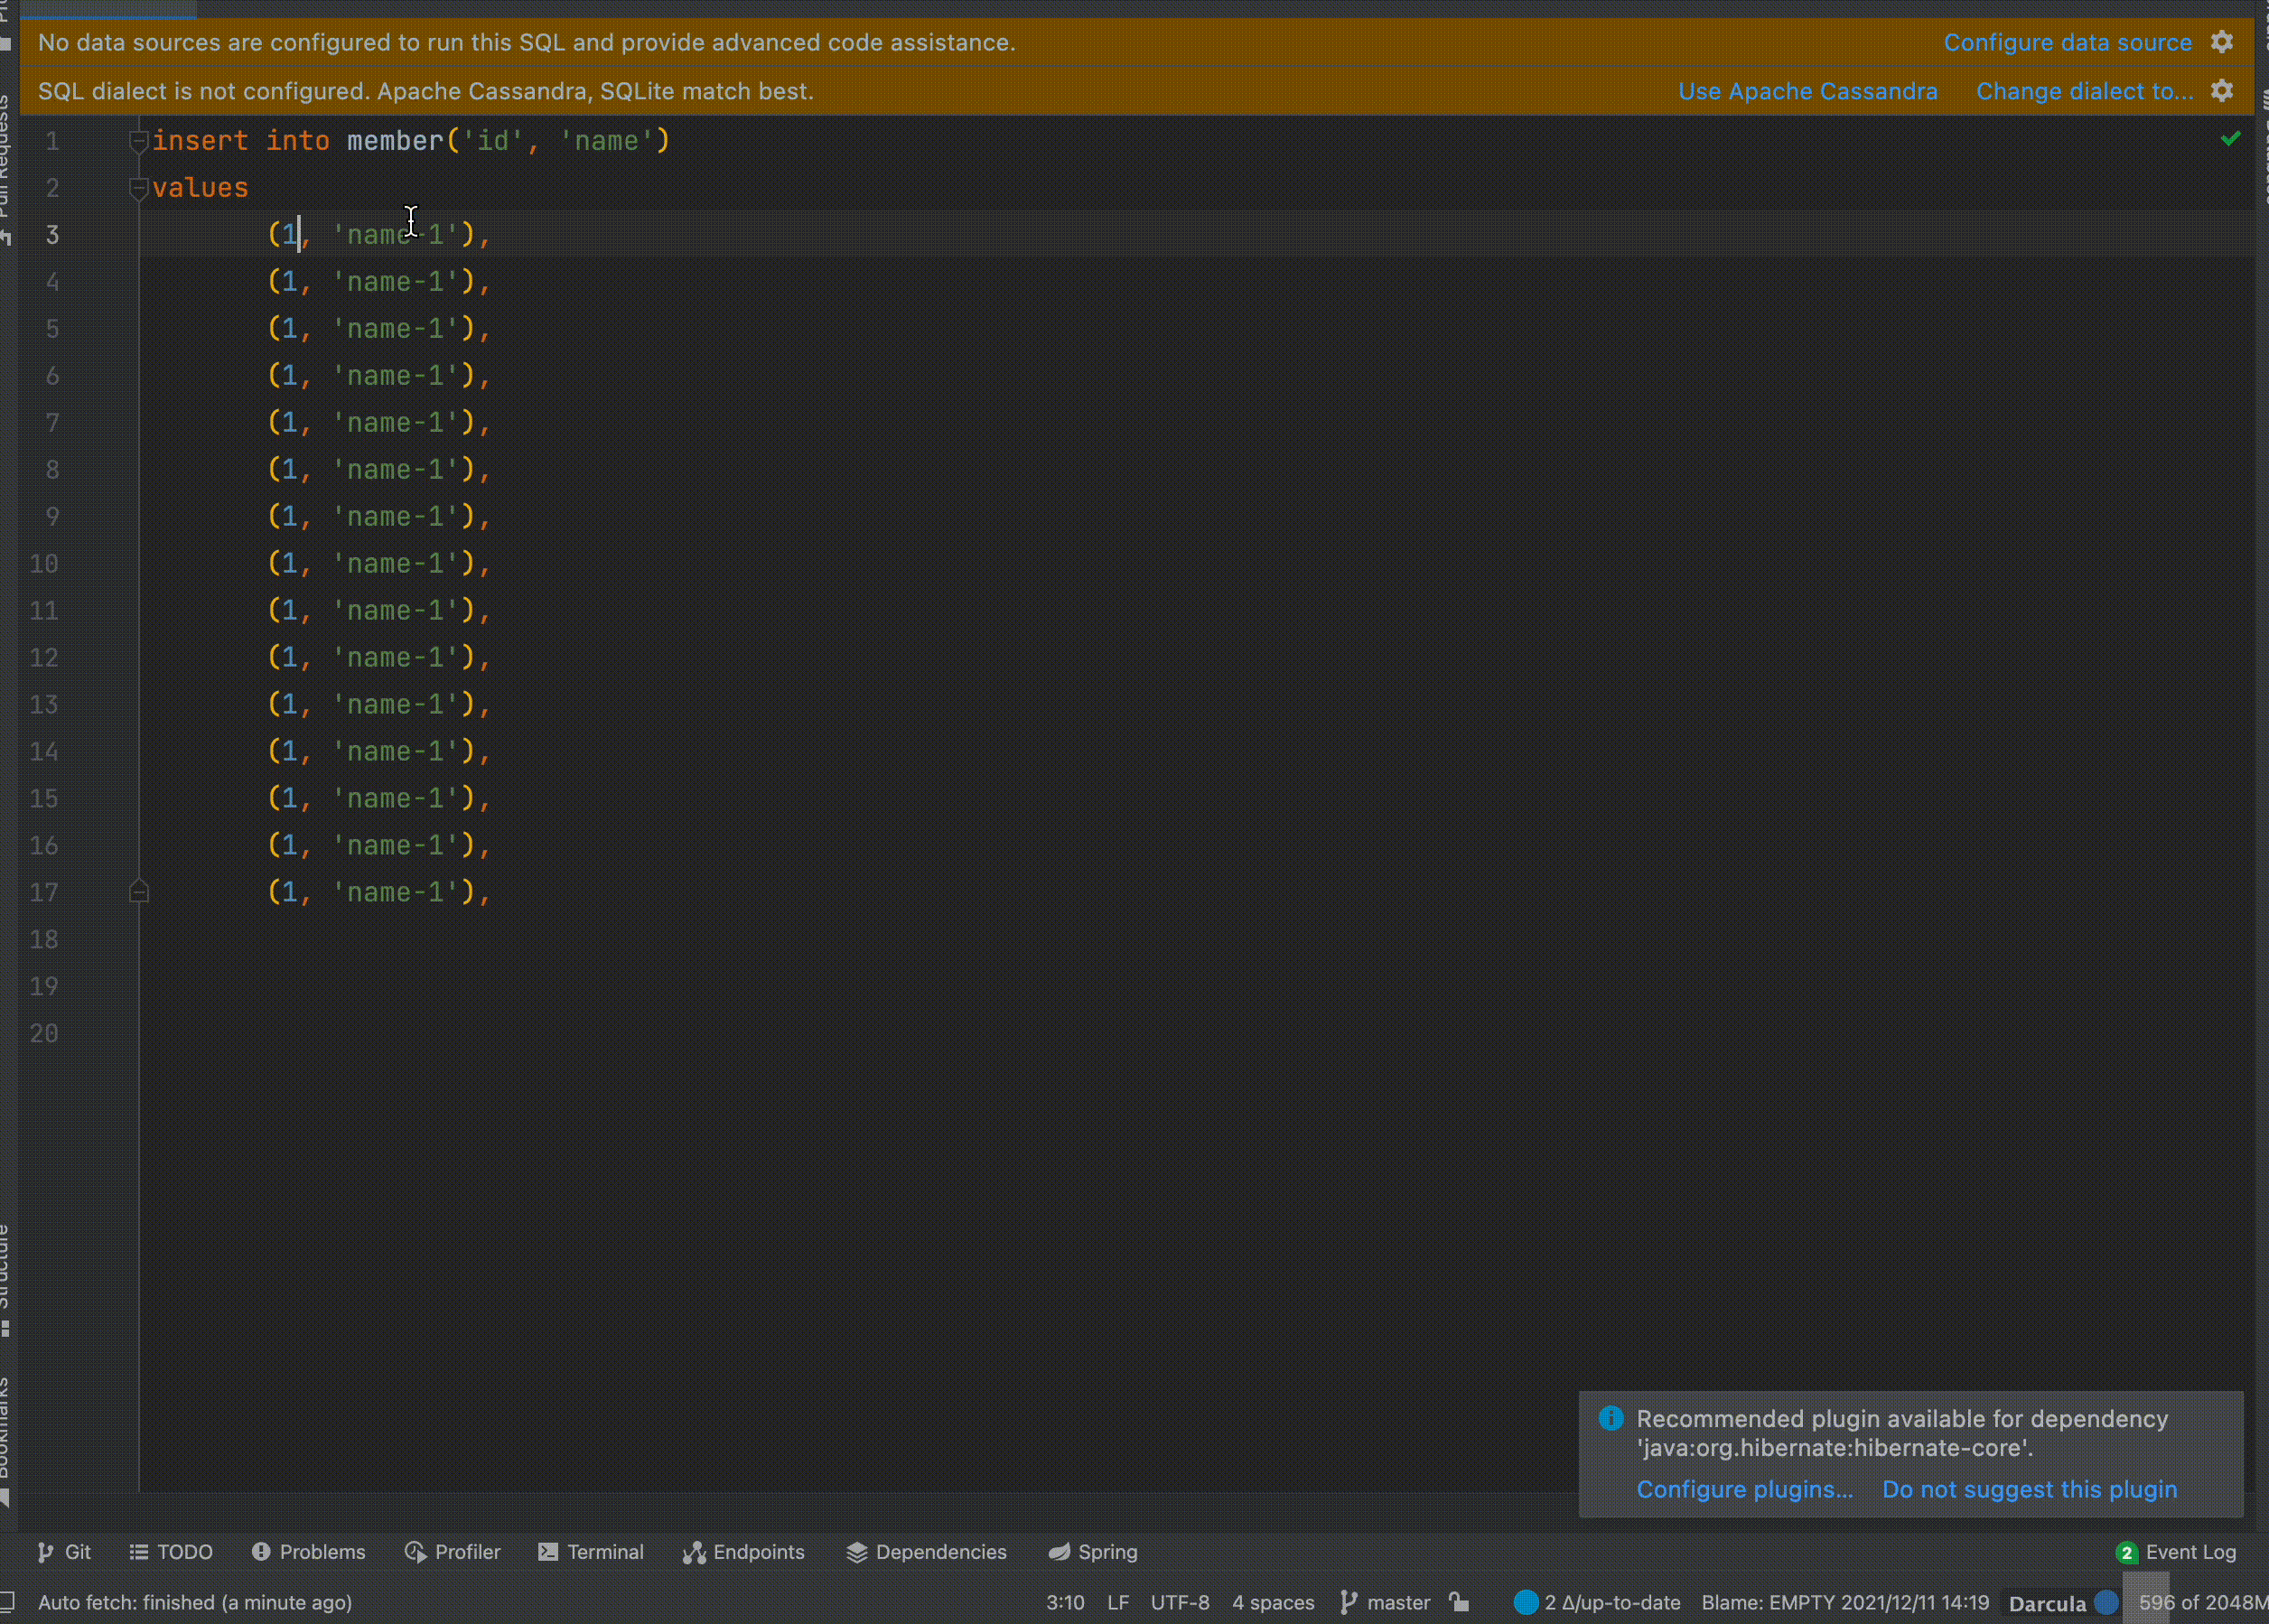 No data sources are configured to run this SQL and provide advanced code assistance. Configure data source
SQL dialect is not configured. Apache Cassandra, SQLite match best. Use Apache Cassandra Change dialect to...
1 insert into member('id', 'name')
2 values
3 (1, 'name-1'),
4 (1, 'name-1'),
5 (1, 'name-1'),
6 (1, 'name-1'),
7 (1, 'name-1'),
8 (1, 'name-1'),
9 (1, 'name-1'),
10 (1, 'name-1'),
11 (1, 'name-1'),
12 (1, 'name-1'),
13 (1, 'name-1'),
14 (1, 'name-1'),
15 (1, 'name-1'),
16 (1, 'name-1'),
17 (1, 'name-1'),
18
19
20
Pull Requests
Structure
Bookmarks
Recommended plugin available for dependency
'java:org.hibernate:hibernate-core'.
Configure plugins... Do not suggest this plugin
Git TODO Problems Profiler Terminal Endpoints Dependencies Spring 2 Event Log
Auto fetch: finished (a minute ago) 3:10 LF UTF-8 4 spaces master 2 Δ/up-to-date Blame: EMPTY 2021/12/11 14:19 Darcula 596 of 2048M